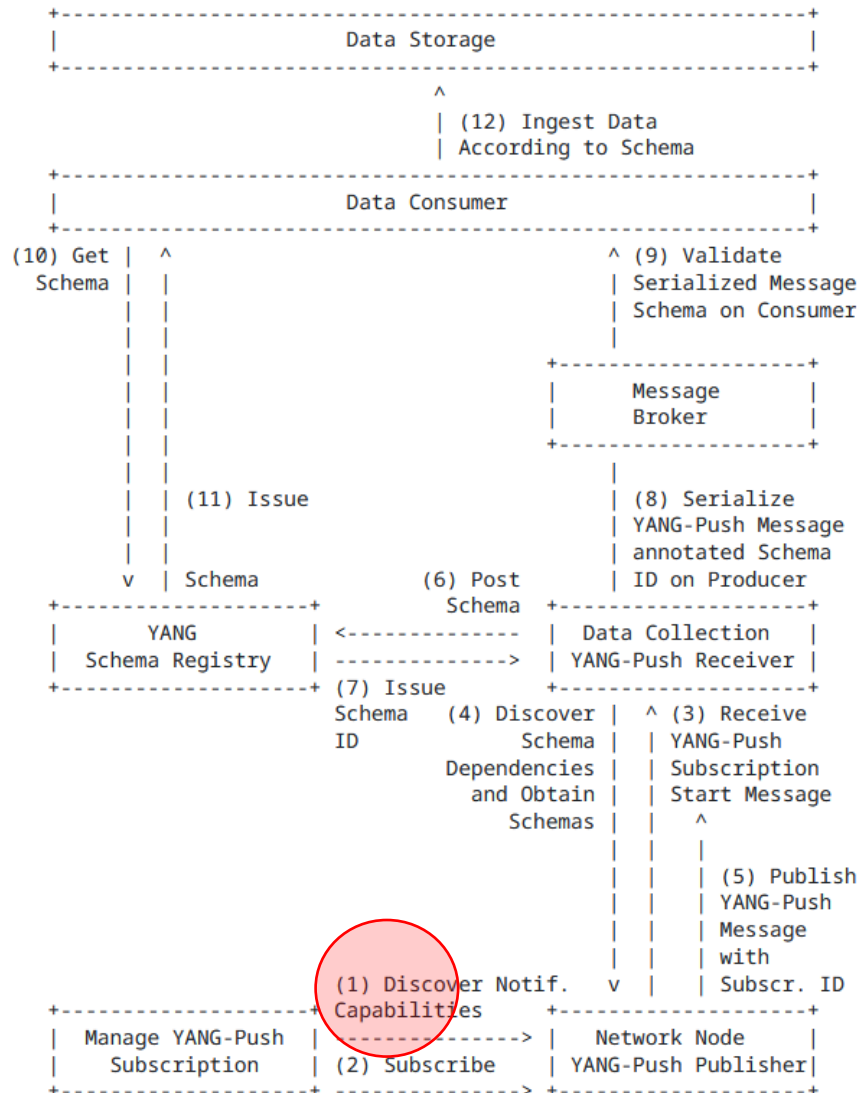 Data Storage
(12) Ingest Data
According to Schema
Data Consumer
(10) Get
Schema
(9) Validate
Serialized Message
Schema on Consumer
Message
Broker
(11) Issue
Schema
(8) Serialize
YANG-Push Message
annotated Schema
ID on Producer
(6) Post
Schema
YANG
Schema Registry
Data Collection
YANG-Push Receiver
(7) Issue
Schema
ID
(4) Discover
Schema
Dependencies
and Obtain
Schemas
(3) Receive
YANG-Push
Subscription
Start Message
(5) Publish
YANG-Push
Message
with
Subscr. ID
(1) Discover Notif.
Capabilities
Manage YANG-Push
Subscription
(2) Subscribe
Network Node
YANG-Push Publisher